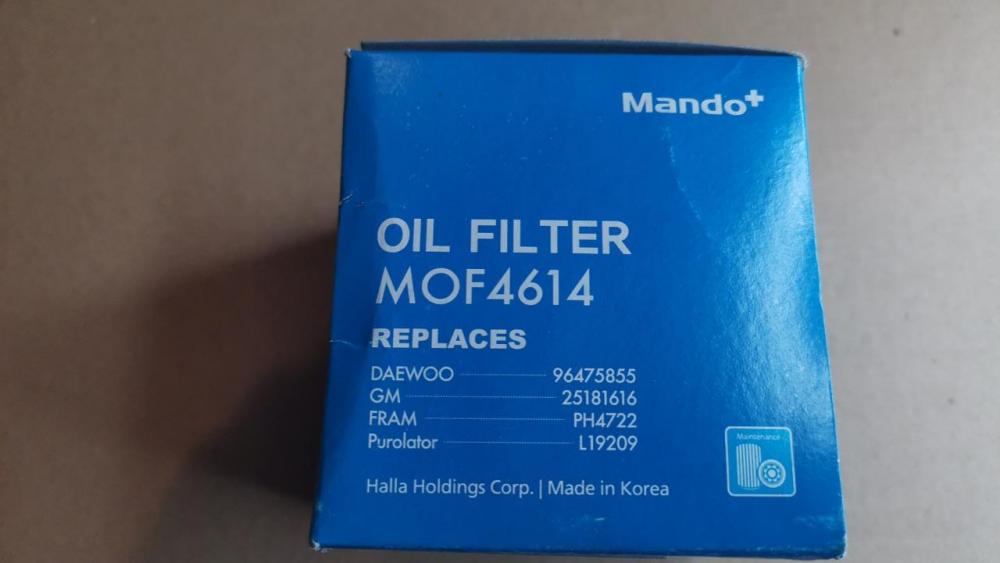 Mando+
OIL FILTER
MOF4614
REPLACES
DAEWOO 96475855
GM 25181616
FRAM PH4722
Purolator L19209
Halla Holdings Corp. | Made in Korea
Maintenance